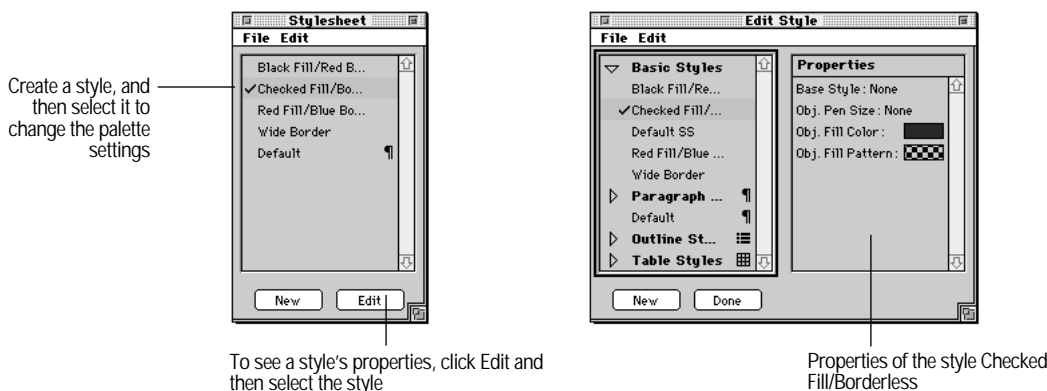 Stylesheet
File Edit
Black Fill/Red B...
✓Checked Fill/Bo...
Red Fill/Blue Bo...
Wide Border
Default ¶
New Edit
Create a style, and
then select it to
change the palette
settings
To see a style's properties, click Edit and
then select the style
Edit Style
File Edit
Basic Styles
Black Fill/Re...
✓Checked Fill/...
Default SS
Red Fill/Blue ...
Wide Border
Paragraph ... ¶
Default ¶
Outline St...
Table Styles
New Done
Properties
Base Style: None
Obj. Pen Size: None
Obj. Fill Color:
Obj. Fill Pattern:
Properties of the style Checked
Fill/Borderless